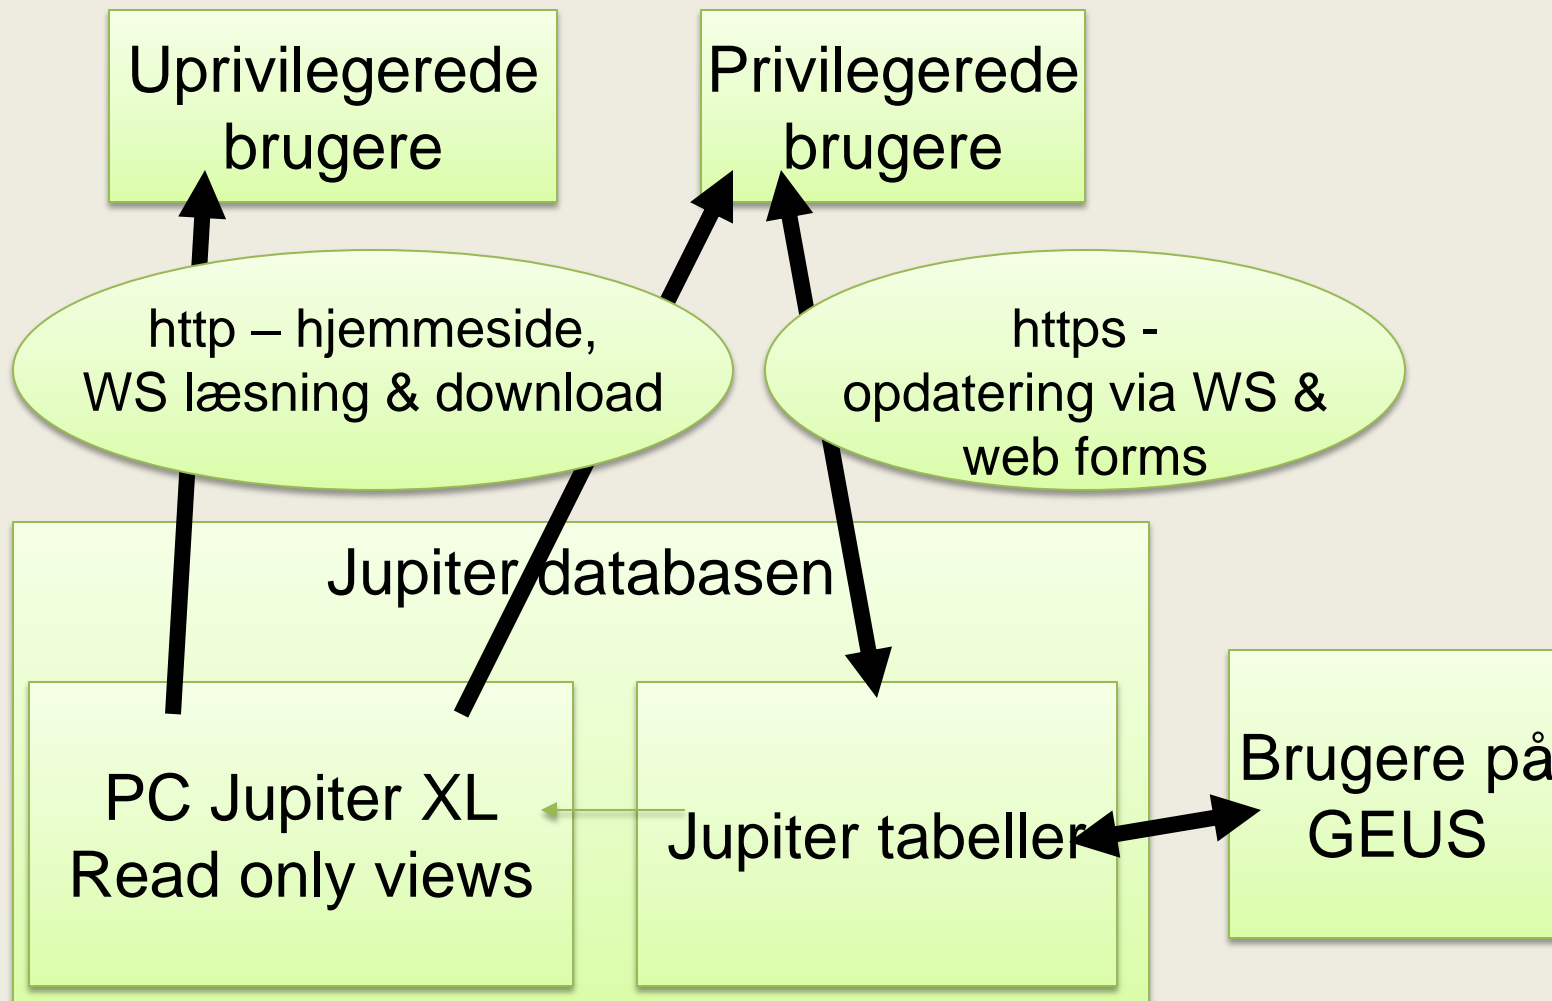 Uprivilegerede
brugere
Privilegerede
brugere
http – hjemmeside,
WS læsning & download
https -
opdatering via WS &
web forms
Jupiter databasen
PC Jupiter XL
Read only views
Jupiter tabeller
Brugere på
GEUS